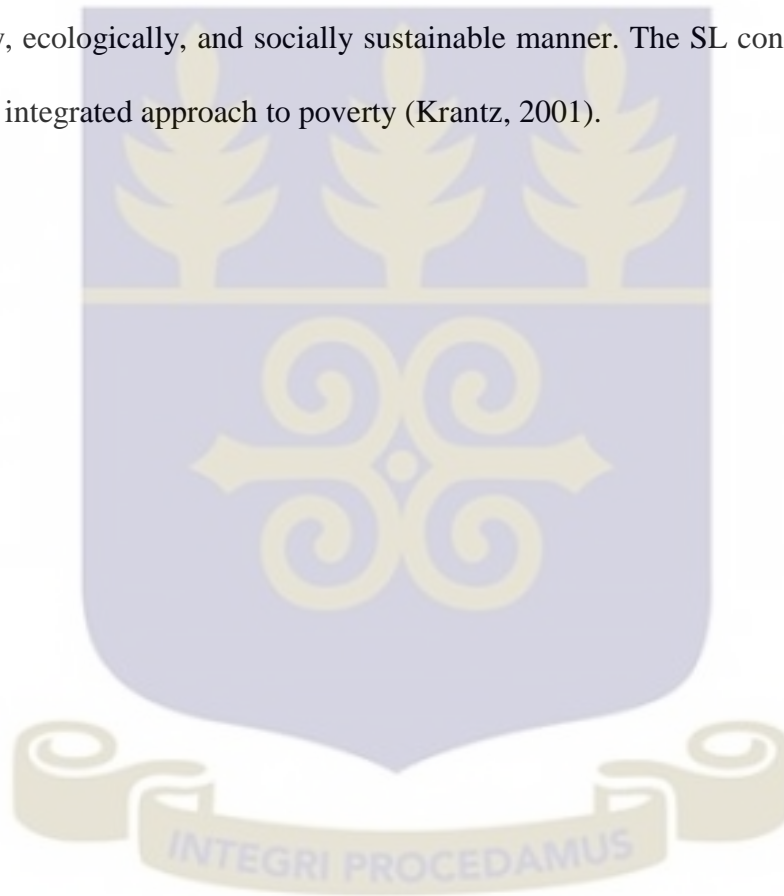 , ecologically, and socially sustainable manner. The SL con
integrated approach to poverty (Krantz, 2001).
INTEGRI PROCEDAMUS